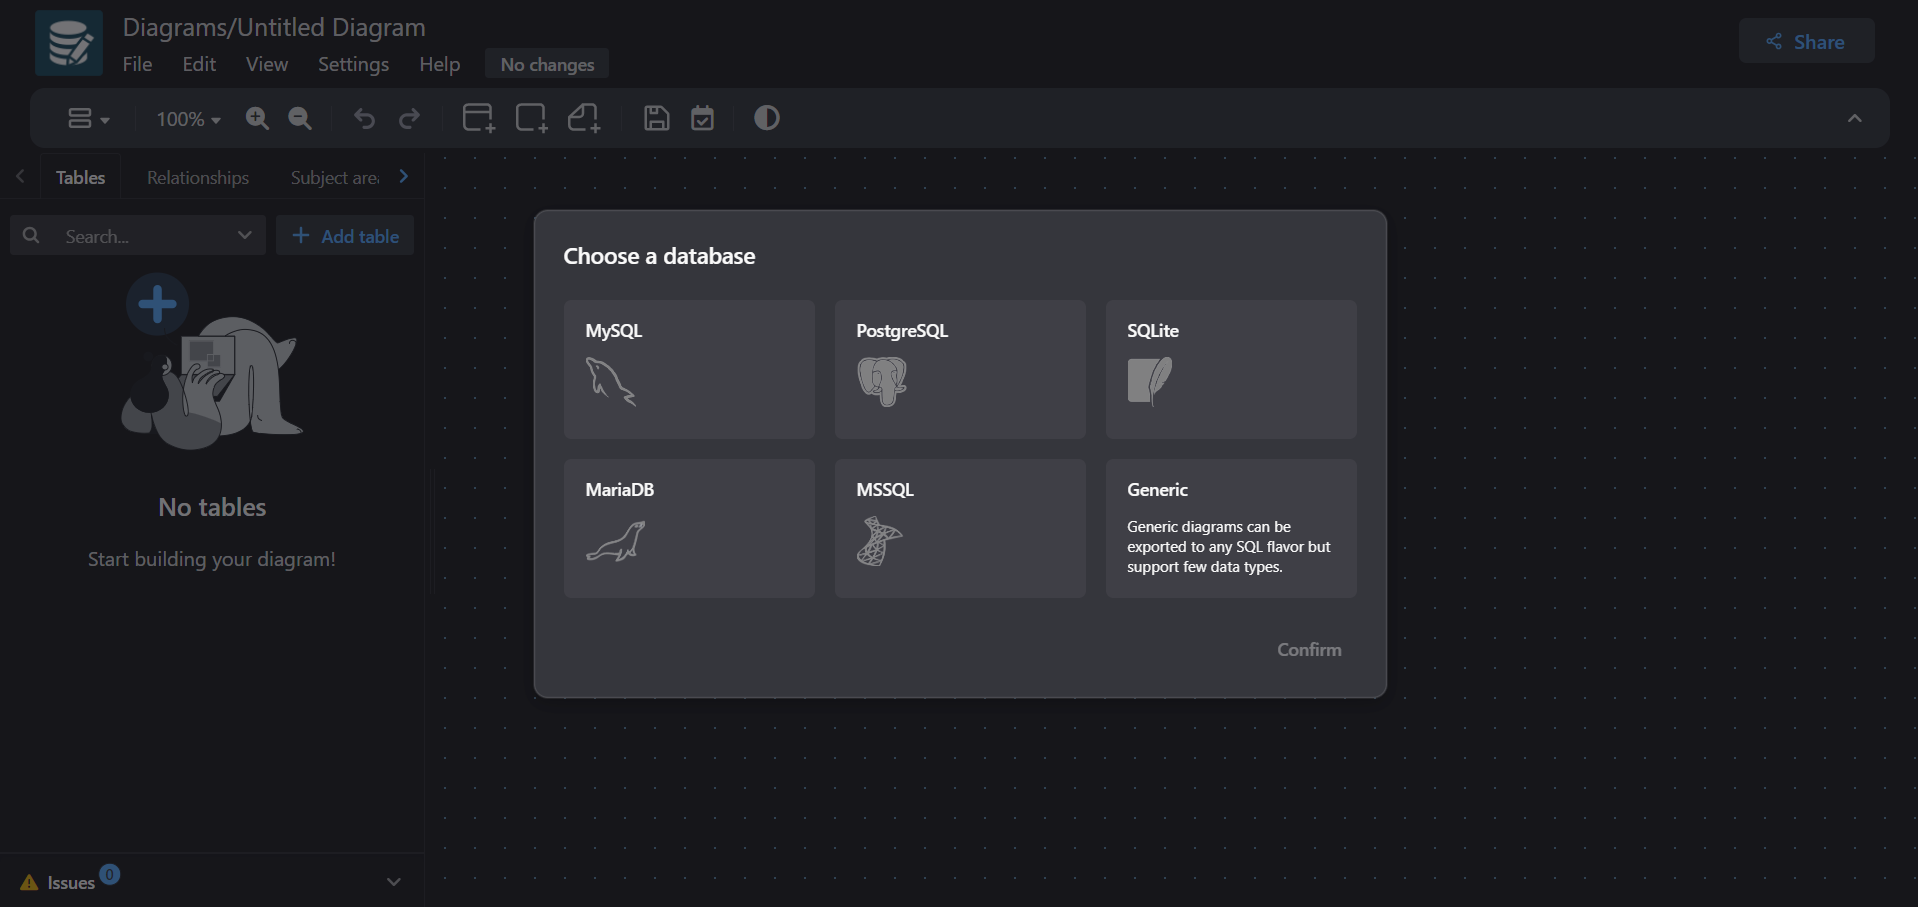 Diagrams/Untitled Diagram
File Edit View Settings Help No changes
Share
100%
Tables Relationships Subject area
Search... Add table
No tables
Start building your diagram!
Issues 0
Choose a database
MySQL PostgreSQL SQLite
MariaDB MSSQL Generic
Generic diagrams can be
exported to any SQL flavor but
support few data types.
Confirm